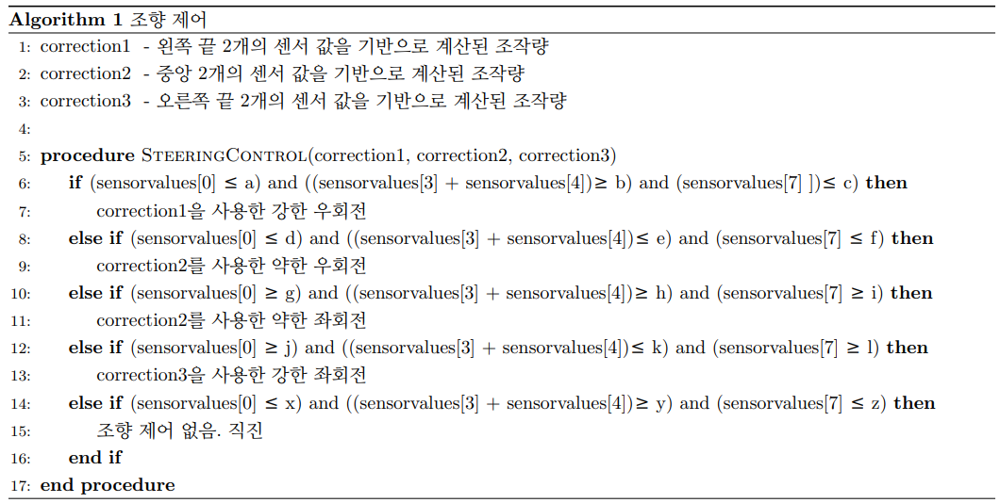 Algorithm 1 조향 제어
1: correction1 - 왼쪽 끝 2개의 센서 값을 기반으로 계산된 조작량
2: correction2 - 중앙 2개의 센서 값을 기반으로 계산된 조작량
3: correction3 - 오른쪽 끝 2개의 센서 값을 기반으로 계산된 조작량
4:
5: procedure SteeringControl(correction1, correction2, correction3)
6: if (sensorvalues[0] ≤ a) and ((sensorvalues[3] + sensorvalues[4])≥ b) and (sensorvalues[7] ])≤ c) then
7: correction1을 사용한 강한 우회전
8: else if (sensorvalues[0] ≤ d) and ((sensorvalues[3] + sensorvalues[4])≤ e) and (sensorvalues[7] ≤ f) then
9: correction2를 사용한 약한 우회전
10: else if (sensorvalues[0] ≥ g) and ((sensorvalues[3] + sensorvalues[4])≥ h) and (sensorvalues[7] ≥ i) then
11: correction2를 사용한 약한 좌회전
12: else if (sensorvalues[0] ≥ j) and ((sensorvalues[3] + sensorvalues[4])≤ k) and (sensorvalues[7] ≥ l) then
13: correction3을 사용한 강한 좌회전
14: else if (sensorvalues[0] ≤ x) and ((sensorvalues[3] + sensorvalues[4])≥ y) and (sensorvalues[7] ≤ z) then
15: 조향 제어 없음. 직진
16: end if
17: end procedure